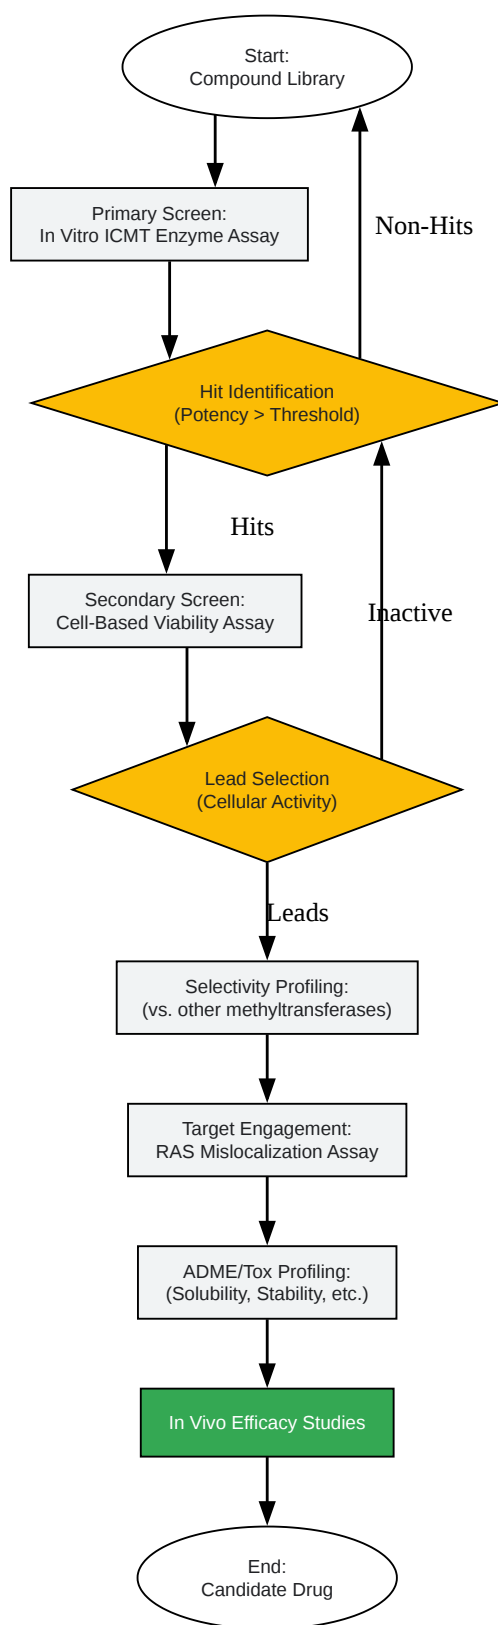 Start:
Compound Library
Primary Screen:
In Vitro ICMT Enzyme Assay
Non-Hits
Hit Identification
(Potency > Threshold)
Hits
Secondary Screen:
Cell-Based Viability Assay
Inactive
Lead Selection
(Cellular Activity)
Leads
Selectivity Profiling:
(vs. other methyltransferases)
Target Engagement:
RAS Mislocalization Assay
ADME/Tox Profiling:
(Solubility, Stability, etc.)
In Vivo Efficacy Studies
End:
Candidate Drug